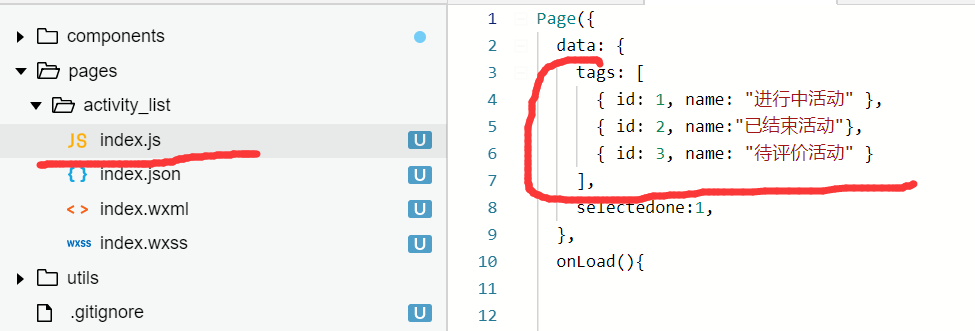 components
pages
activity_list
JS index.js U
{ } index.json U
< > index.wxml U
wxss index.wxss U
utils
.gitignore U
1 Page({
2 data: {
3 tags: [
4 { id: 1, name: "进行中活动" },
5 { id: 2, name:"已结束活动"},
6 { id: 3, name: "待评价活动" }
7 ],
8 selectedone:1,
9 },
10 onLoad(){
11
12